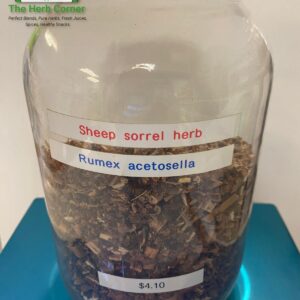 The Herb Corner
Perfect Blends, Pure Herbs, Fresh Juices,
Spices, Healthy Snacks.
Sheep sorrel herb
Rumex acetosella
$4.10